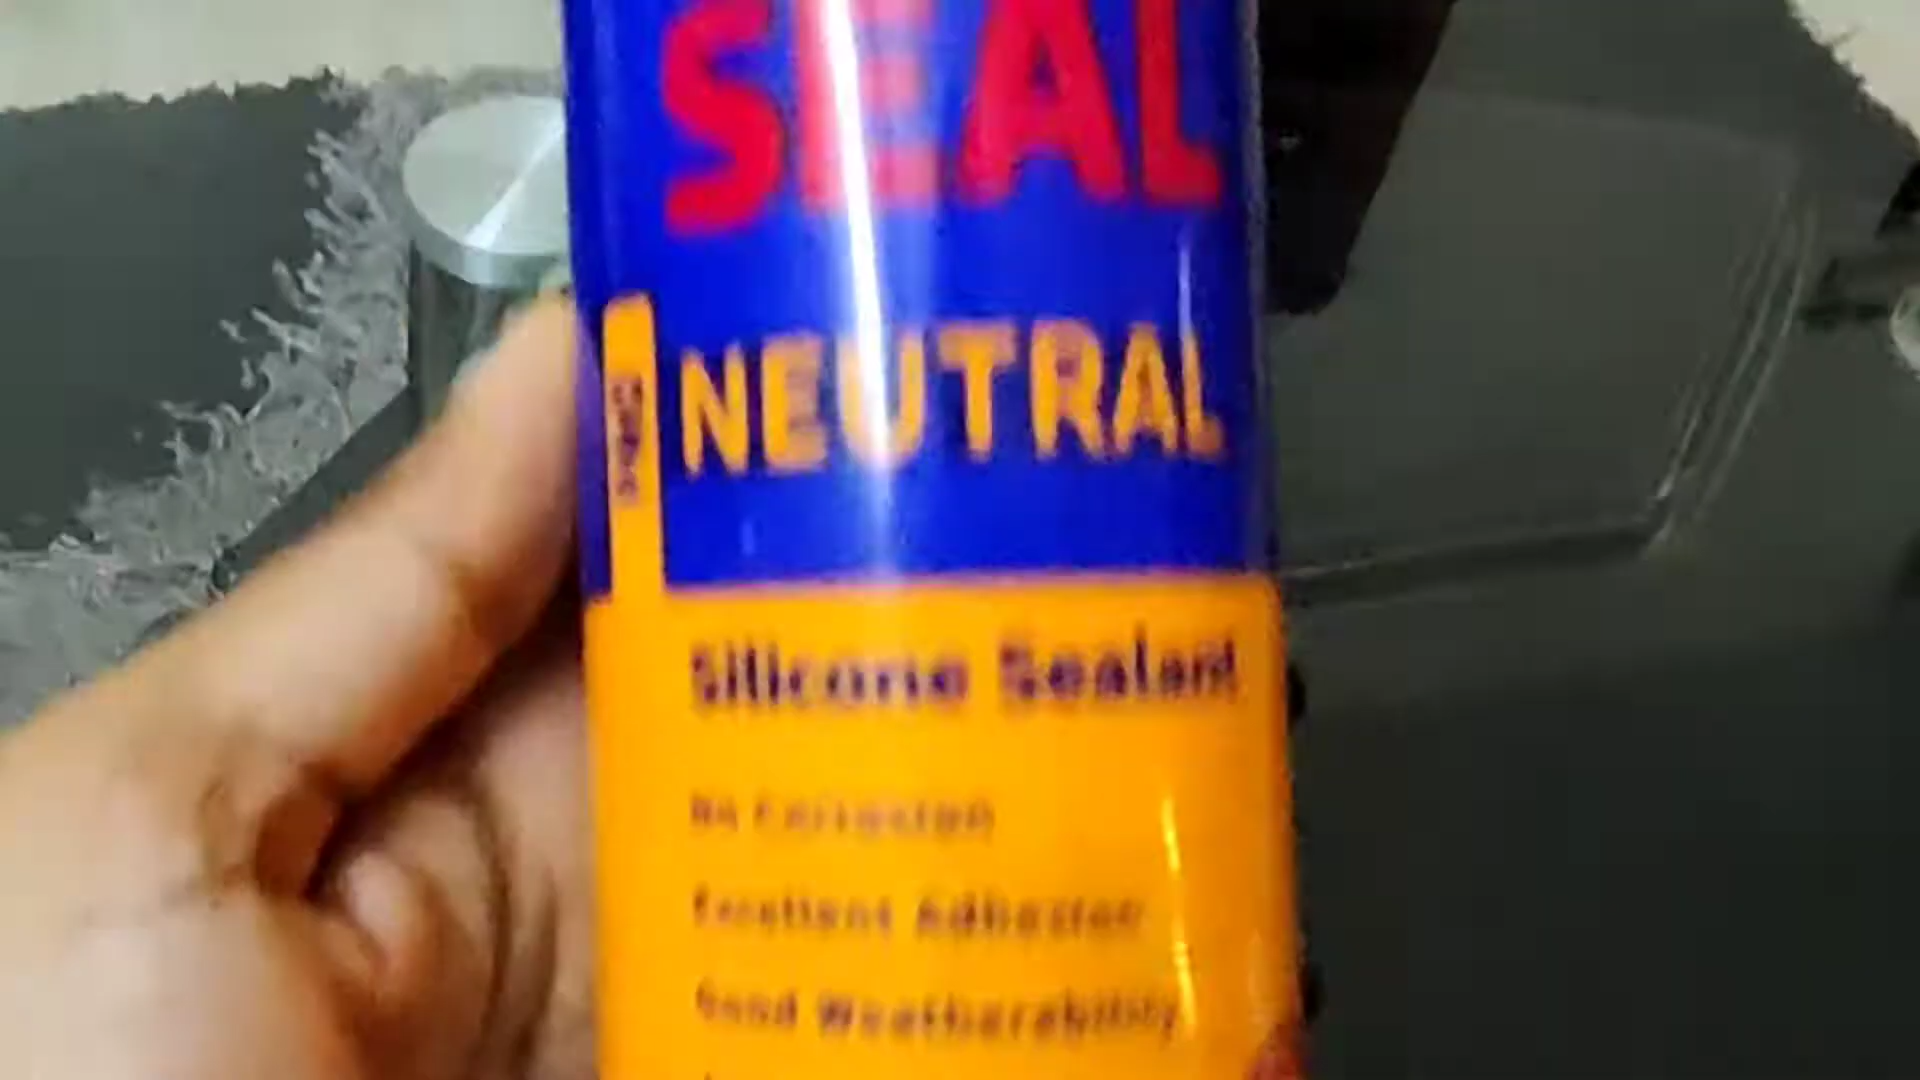 SEAL
NEUTRAL
Silicone Sealant
No Corrosion
Excellent Adhesion
Good Weatherability